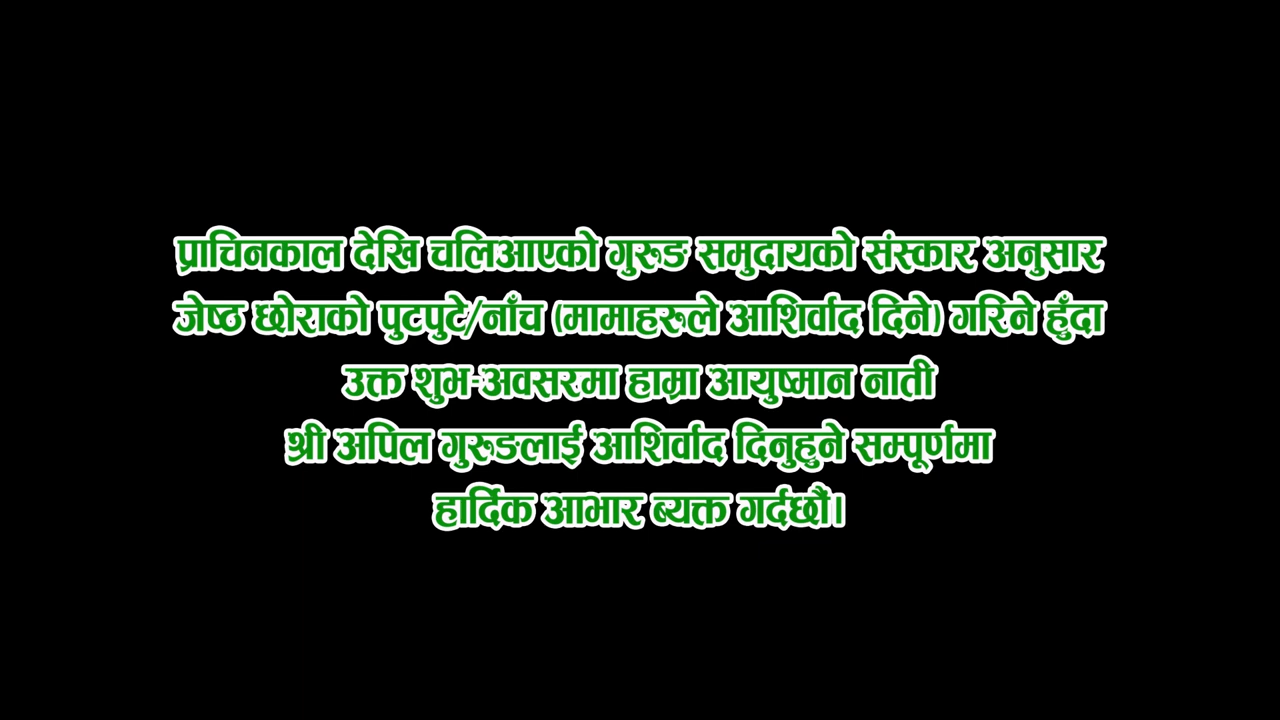 प्राचिनकाल देखि चलिआएको गुरुङ समुदायको संस्कार अनुसार
जेष्ठ छोराको पुटपुटे/नाँच (मामाहरुले आशिर्वाद दिने) गरिने हुँदा
उक्त शुभ-अवसरमा हाम्रा आयुष्मान नाती
श्री अपिल गुरुङलाई आशिर्वाद दिनुहुने सम्पूर्णमा
हार्दिक आभार ब्यक्त गर्दछौं।